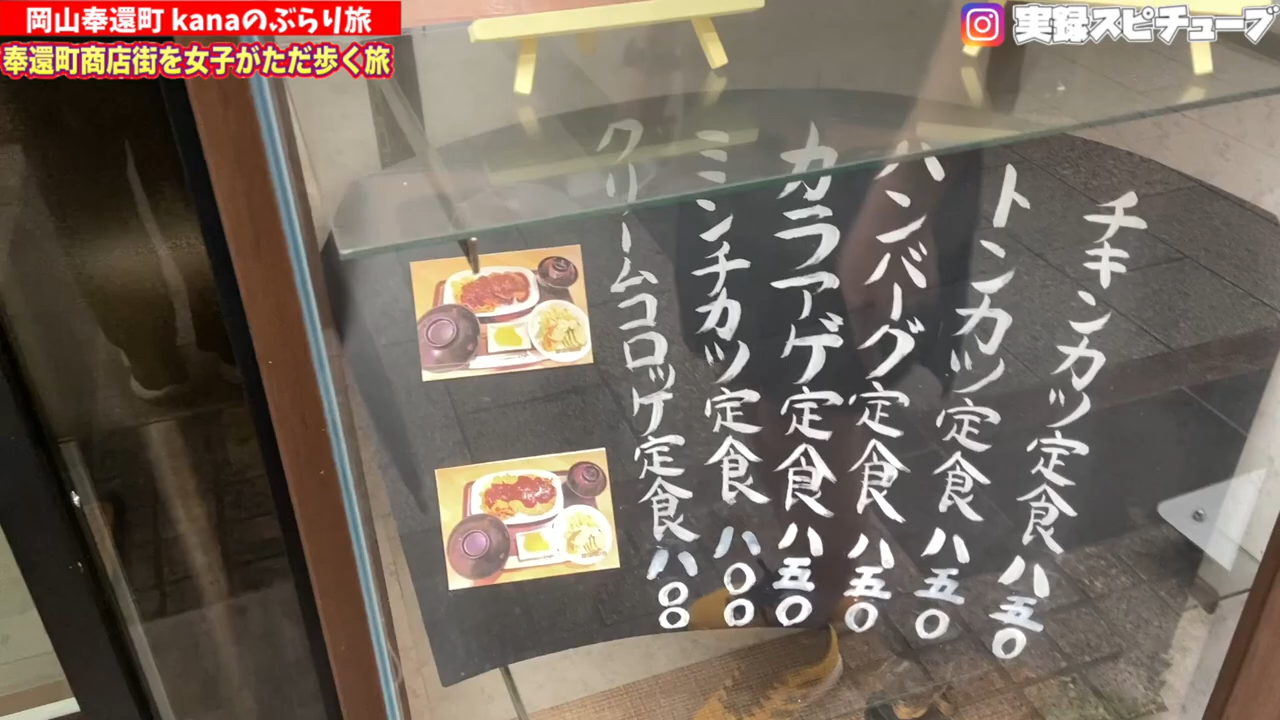 岡山奉還町 kanaのぶらり旅
奉還町商店街を女子がただ歩く旅
実録スピチューブ
チキンカツ定食 八五〇
トンカツ定食 八五〇
ハンバーグ定食 八五〇
カラアゲ定食 八五〇
ミンチカツ定食 八〇〇
クリームコロッケ定食 八〇〇